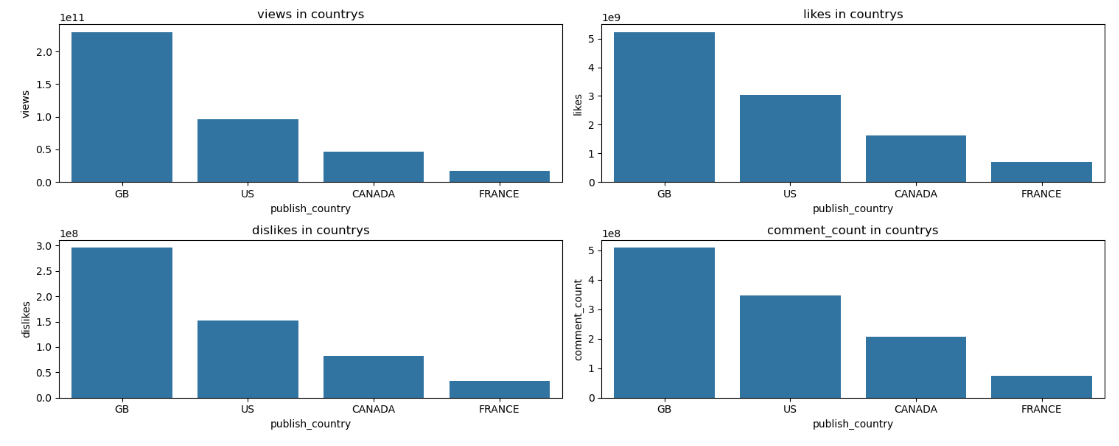 views in countrys
1e11
2.0
1.5
1.0
0.5
0.0
views
GB US CANADA FRANCE
publish_country
likes in countrys
1e9
5
4
3
2
1
0
likes
GB US CANADA FRANCE
publish_country
dislikes in countrys
1e8
3.0
2.5
2.0
1.5
1.0
0.5
0.0
dislikes
GB US CANADA FRANCE
publish_country
comment_count in countrys
1e8
5
4
3
2
1
0
comment_count
GB US CANADA FRANCE
publish_country